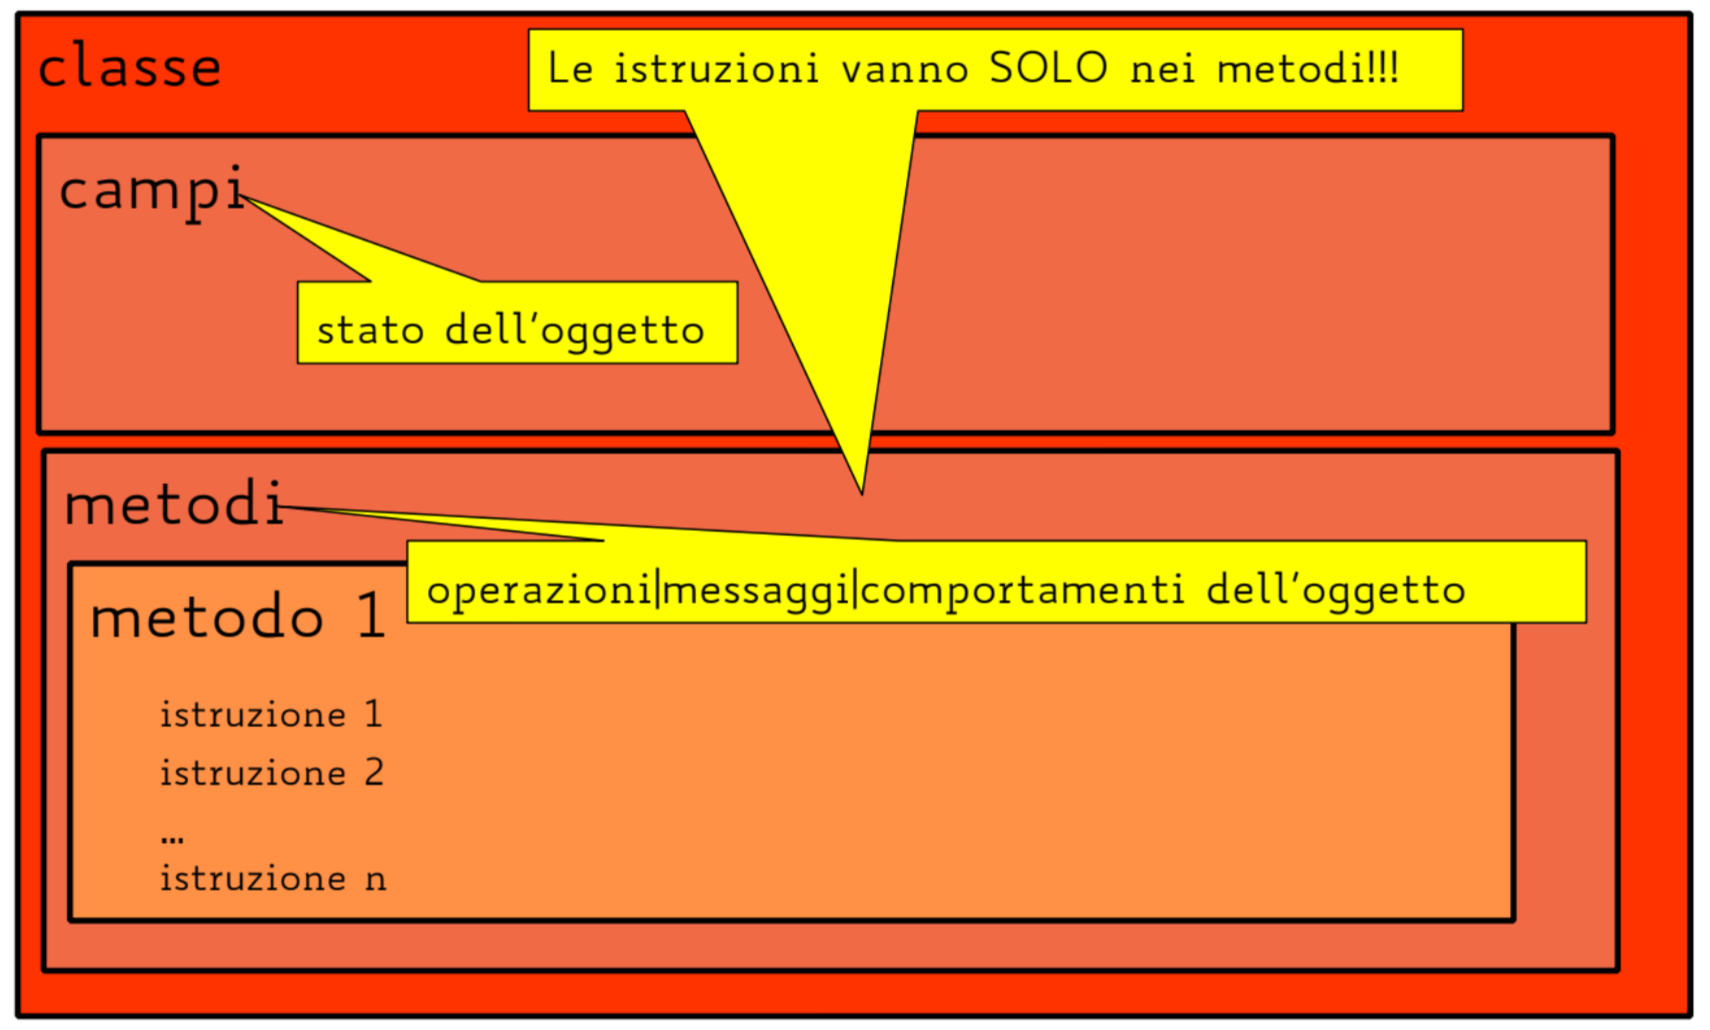 classe
Le istruzioni vanno SOLO nei metodi!!!
campi
stato dell'oggetto
metodi
operazioni|messaggi|comportamenti dell'oggetto
metodo 1
istruzione 1
istruzione 2
…
istruzione n